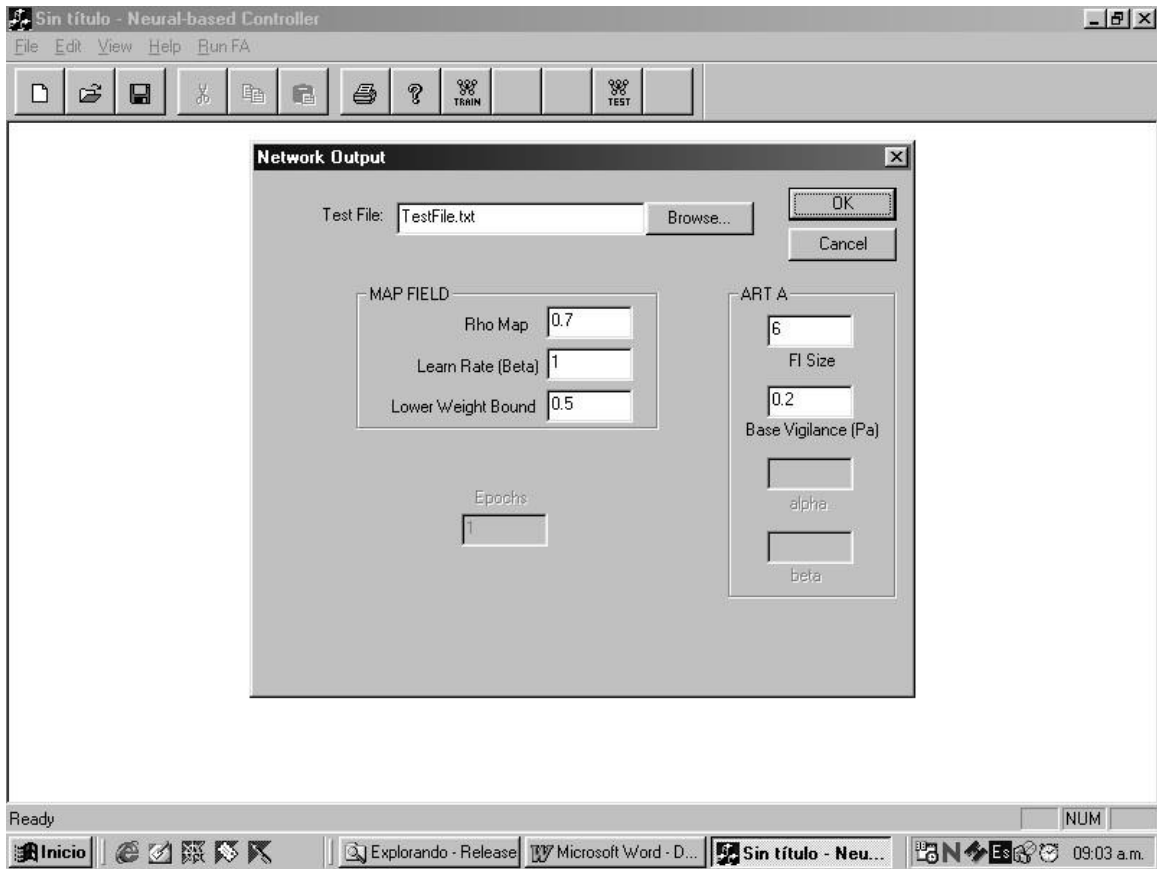 Sin título - Neural-based Controller
File Edit View Help Run FA
TRAIN TEST
Network Output
Test File: TestFile.txt Browse... OK
Cancel
MAP FIELD
Rho Map 0.7
Learn Rate (Beta) 1
Lower Weight Bound 0.5
Epochs
1
ART A
6
FI Size
0.2
Base Vigilance (Pa)
alpha
beta
Ready NUM
Inicio Explorando - Release Microsoft Word - D... Sin título - Neu... Es 09:03 a.m.